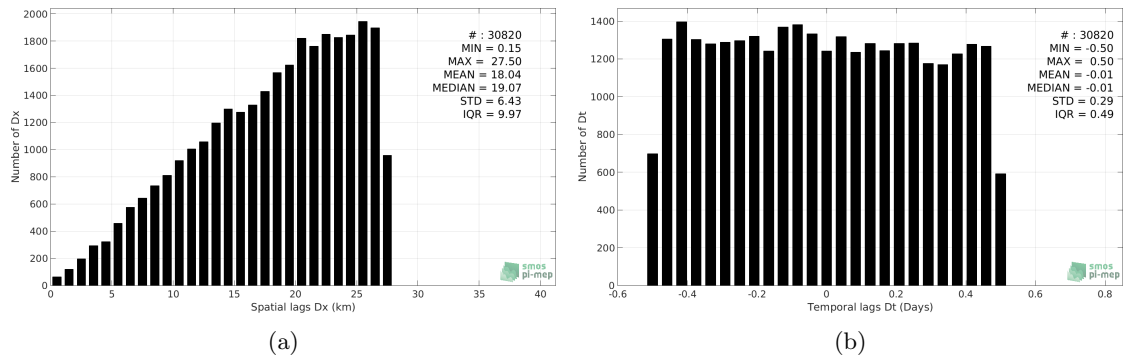 2000
1800
1600
1400
1200
1000
800
600
400
200
0
Number of Dx
# : 30820
MIN = 0.15
MAX = 27.50
MEAN = 18.04
MEDIAN = 19.07
STD = 6.43
IQR = 9.97
smos
pi-mep
0 5 10 15 20 25 30 35 40
Spatial lags Dx (km)
(a)
1400
1200
1000
800
600
400
200
0
Number of Dt
# : 30820
MIN = -0.50
MAX = 0.50
MEAN = -0.01
MEDIAN = -0.01
STD = 0.29
IQR = 0.49
smos
pi-mep
-0.6 -0.4 -0.2 0 0.2 0.4 0.6 0.8
Temporal lags Dt (Days)
(b)